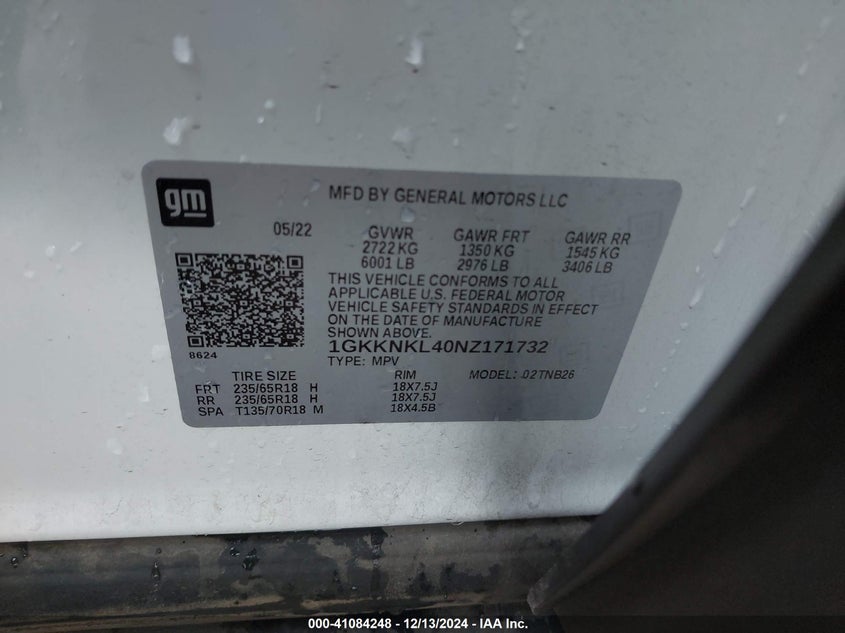 gm
MFD BY GENERAL MOTORS LLC
05/22 GVWR GAWR FRT GAWR RR
2722 KG 1350 KG 1545 KG
6001 LB 2976 LB 3406 LB
THIS VEHICLE CONFORMS TO ALL
APPLICABLE U.S. FEDERAL MOTOR
VEHICLE SAFETY STANDARDS IN EFFECT
ON THE DATE OF MANUFACTURE
SHOWN ABOVE.
1GKKNKL40NZ171732
8624
TYPE: MPV
TIRE SIZE RIM MODEL: 02TNB26
FRT 235/65R18 H 18X7.5J
RR 235/65R18 H 18X7.5J
SPA T135/70R18 M 18X4.5B
000-41084248 - 12/13/2024 - IAA Inc.